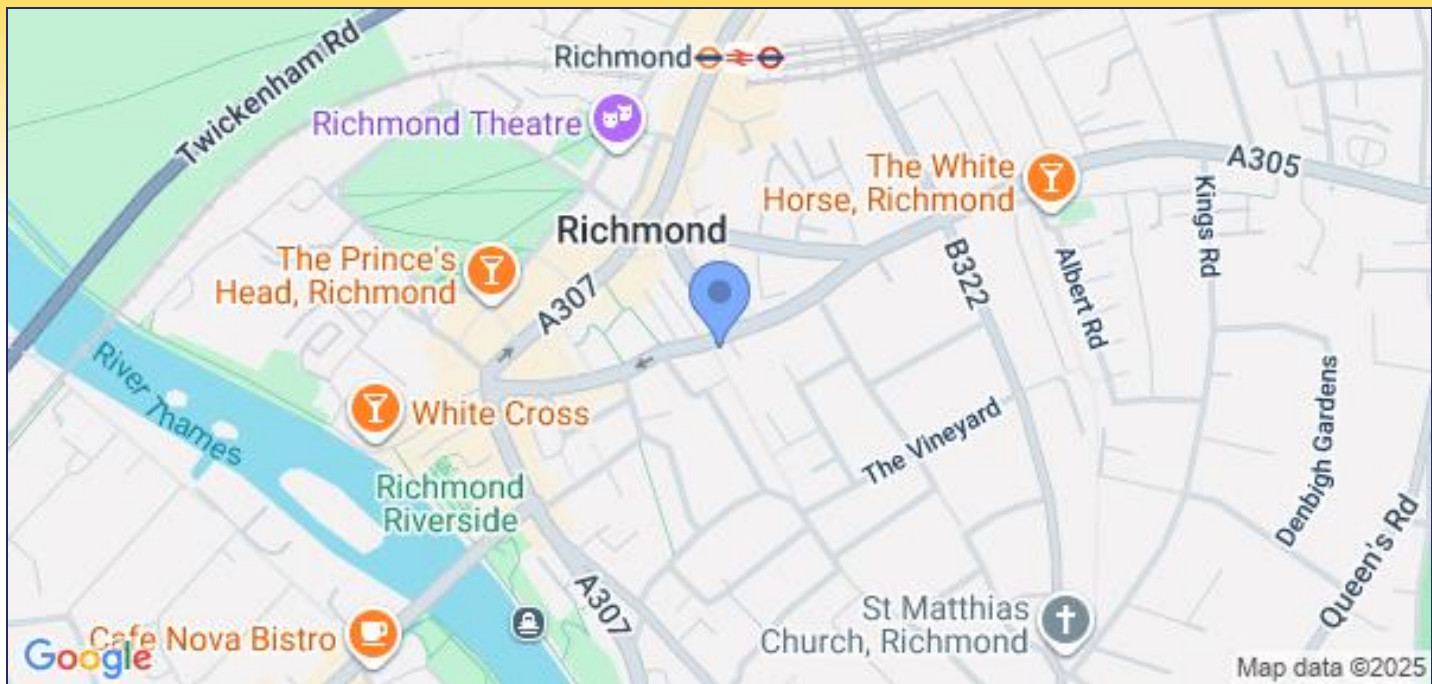 Twickenham Rd
Richmond
Richmond Theatre
The White
Horse, Richmond
A305
Kings Rd
Richmond
The Prince's
Head, Richmond
A307
B322
Albert Rd
River Thames
White Cross
The Vineyard
Denbigh Gardens
Richmond
Riverside
Queen's Rd
A307
St Matthias
Church, Richmond
Cafe Nova Bistro
Google
Map data ©2025